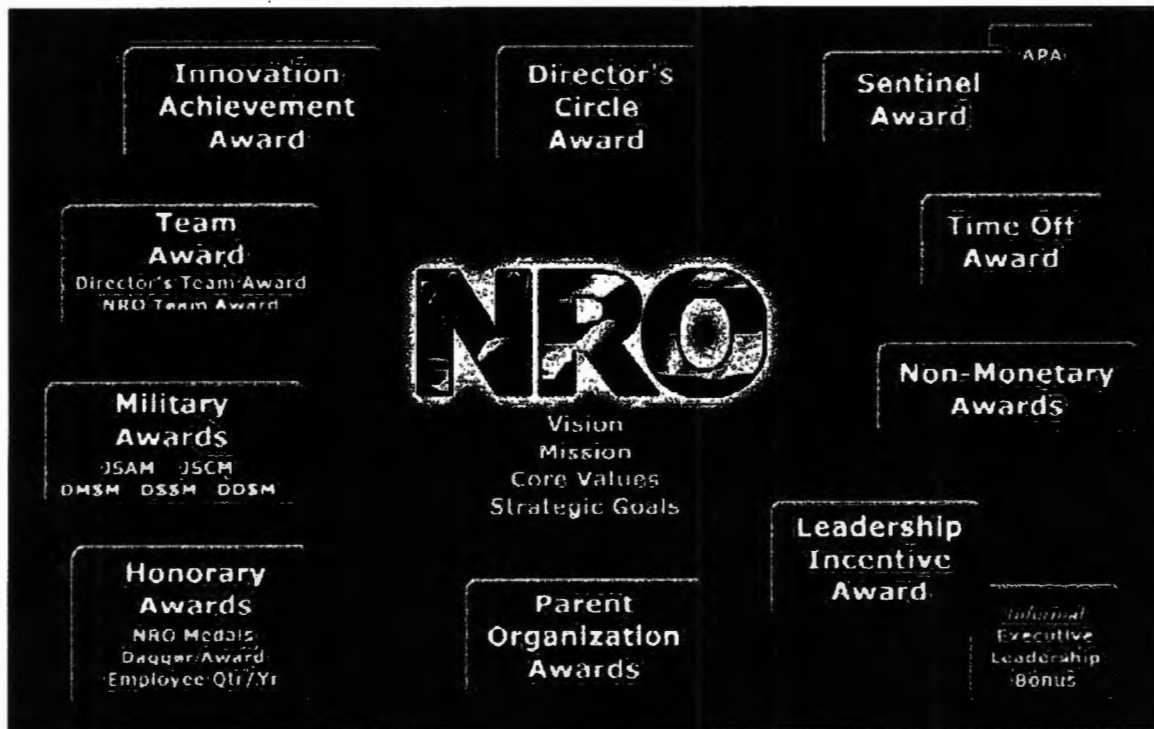 Innovation
Achievement
Award
Director's
Circle
Award
APA
Sentinel
Award
Team
Award
Director's Team Award
NRO Team Award
Time Off
Award
NRO
Vision
Mission
Core Values
Strategic Goals
Non-Monetary
Awards
Military
Awards
JSAM JSCM
DMSM DSSM DDSM
Leadership
Incentive
Award
Honorary
Awards
NRO Medals
Dagger Award
Employee Qtr/Yr
Parent
Organization
Awards
Informal
Executive
Leadership
Bonus